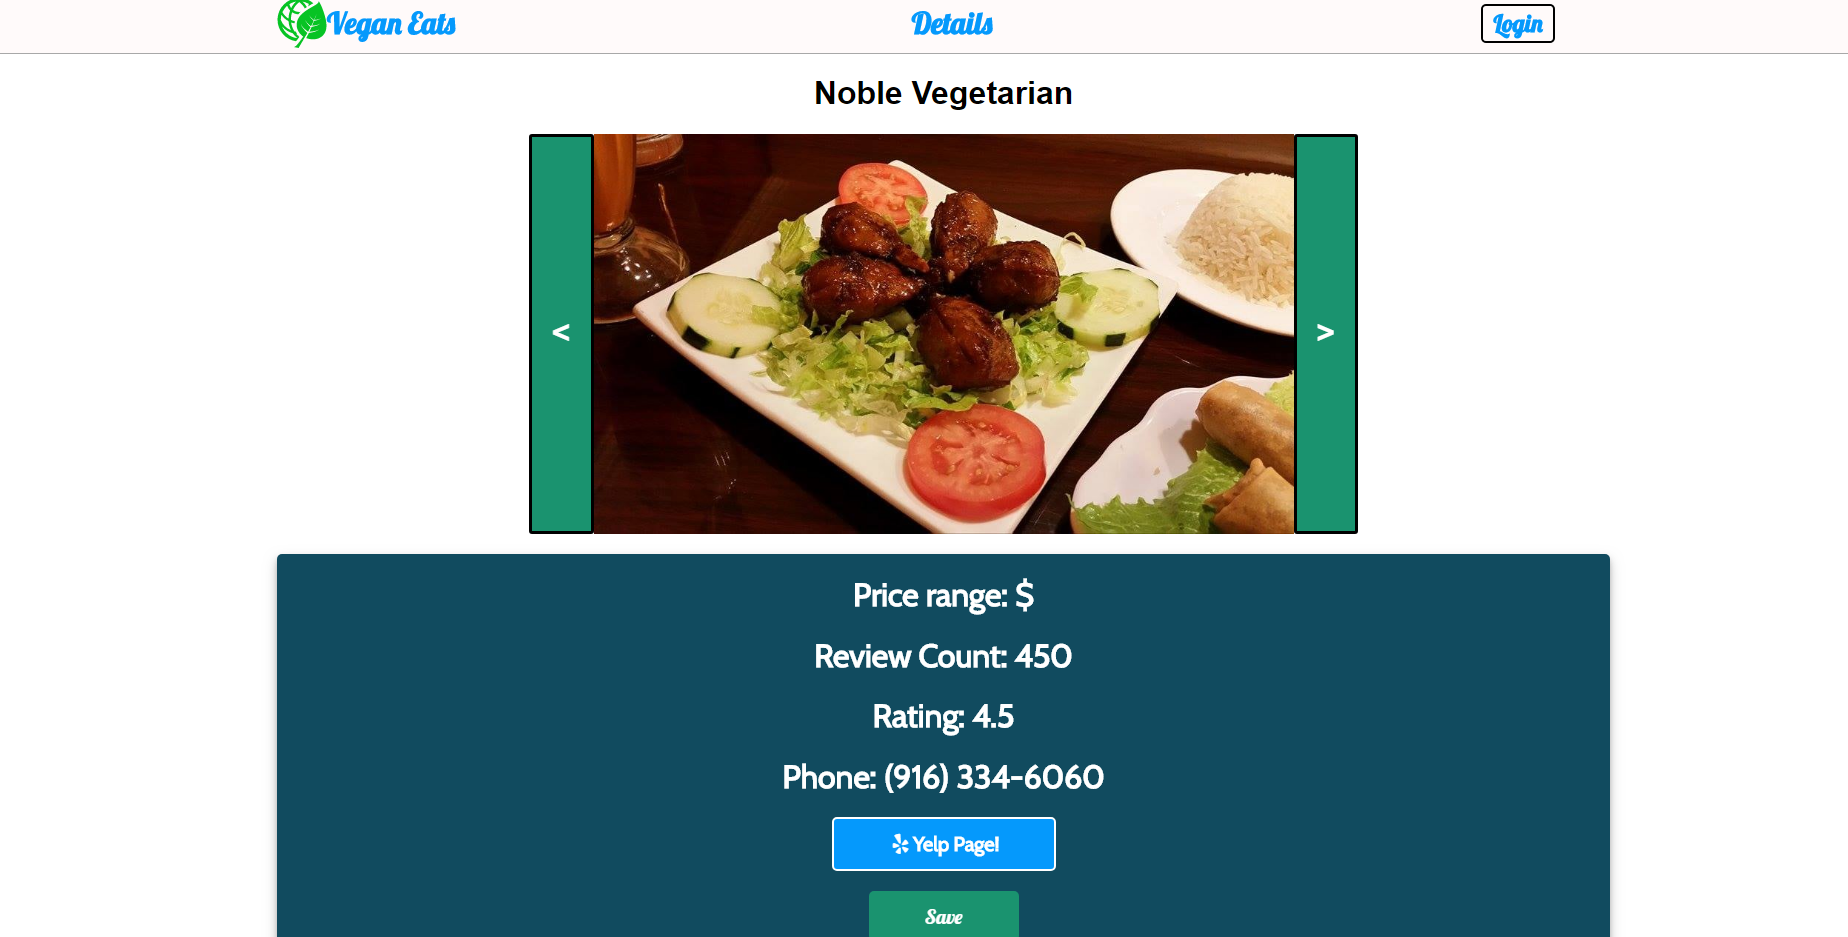 Vegan Eats
Details
Login
Noble Vegetarian
<
>
Price range: $
Review Count: 450
Rating: 4.5
Phone: (916) 334-6060
Yelp Page!
Save